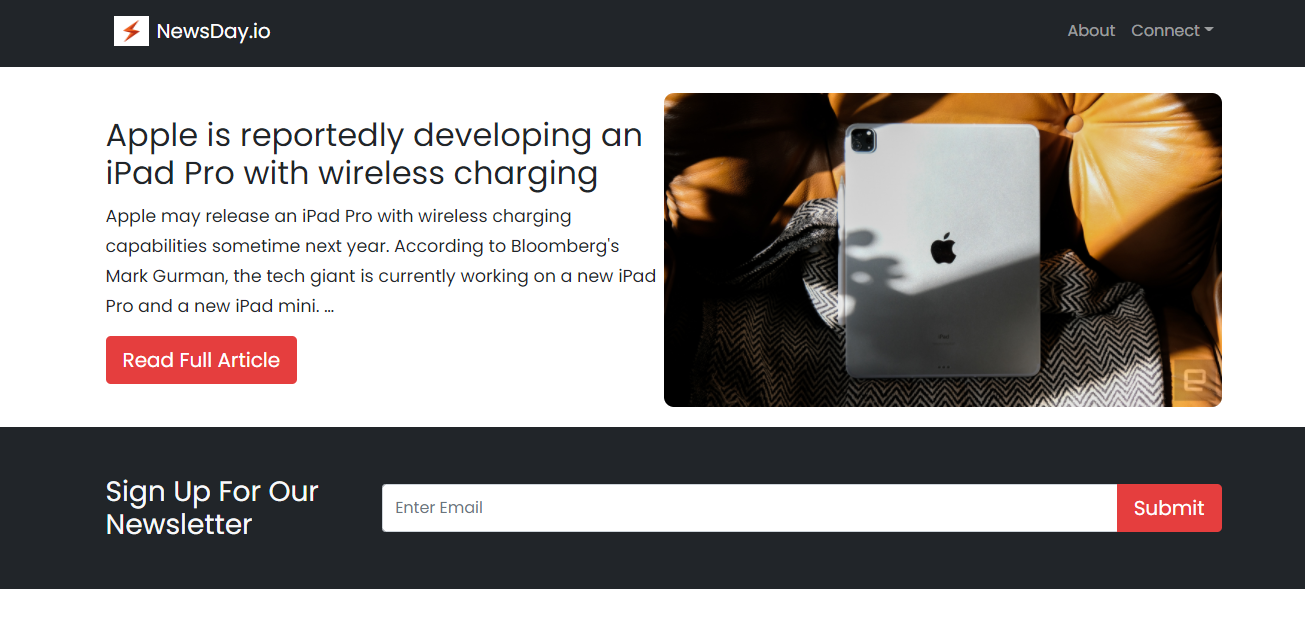 NewsDay.io
About
Connect
Apple is reportedly developing an
iPad Pro with wireless charging
Apple may release an iPad Pro with wireless charging
capabilities sometime next year. According to Bloomberg's
Mark Gurman, the tech giant is currently working on a new iPad
Pro and a new iPad mini. ...
Read Full Article
Sign Up For Our
Newsletter
Enter Email
Submit